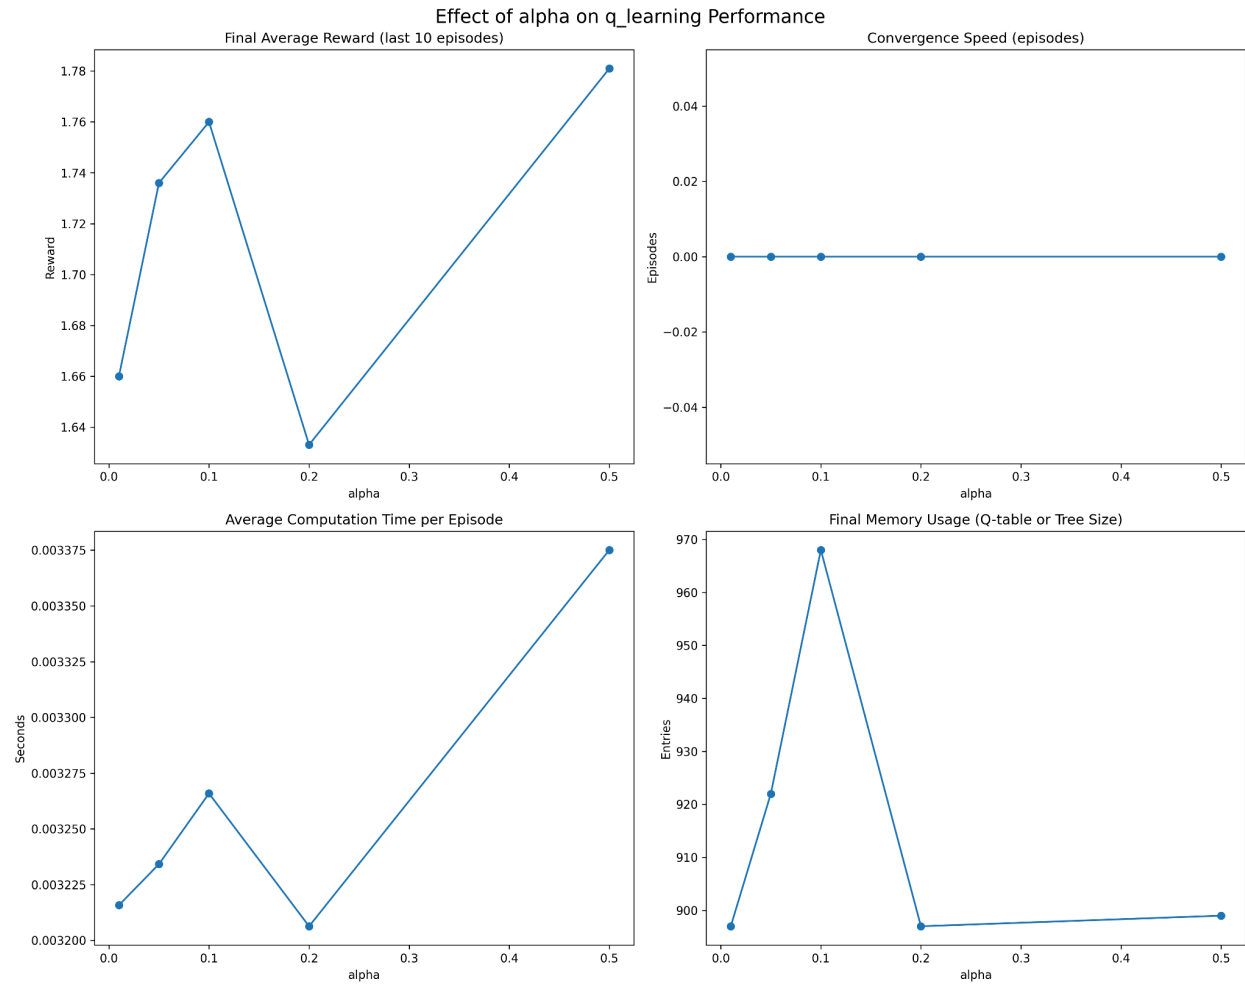 Effect of alpha on q_learning Performance
Final Average Reward (last 10 episodes)
Reward
1.78
1.76
1.74
1.72
1.70
1.68
1.66
1.64
0.0 0.1 0.2 0.3 0.4 0.5
alpha
Convergence Speed (episodes)
Episodes
0.04
0.02
0.00
−0.02
−0.04
0.0 0.1 0.2 0.3 0.4 0.5
alpha
Average Computation Time per Episode
Seconds
0.003375
0.003350
0.003325
0.003300
0.003275
0.003250
0.003225
0.003200
0.0 0.1 0.2 0.3 0.4 0.5
alpha
Final Memory Usage (Q-table or Tree Size)
Entries
970
960
950
940
930
920
910
900
0.0 0.1 0.2 0.3 0.4 0.5
alpha